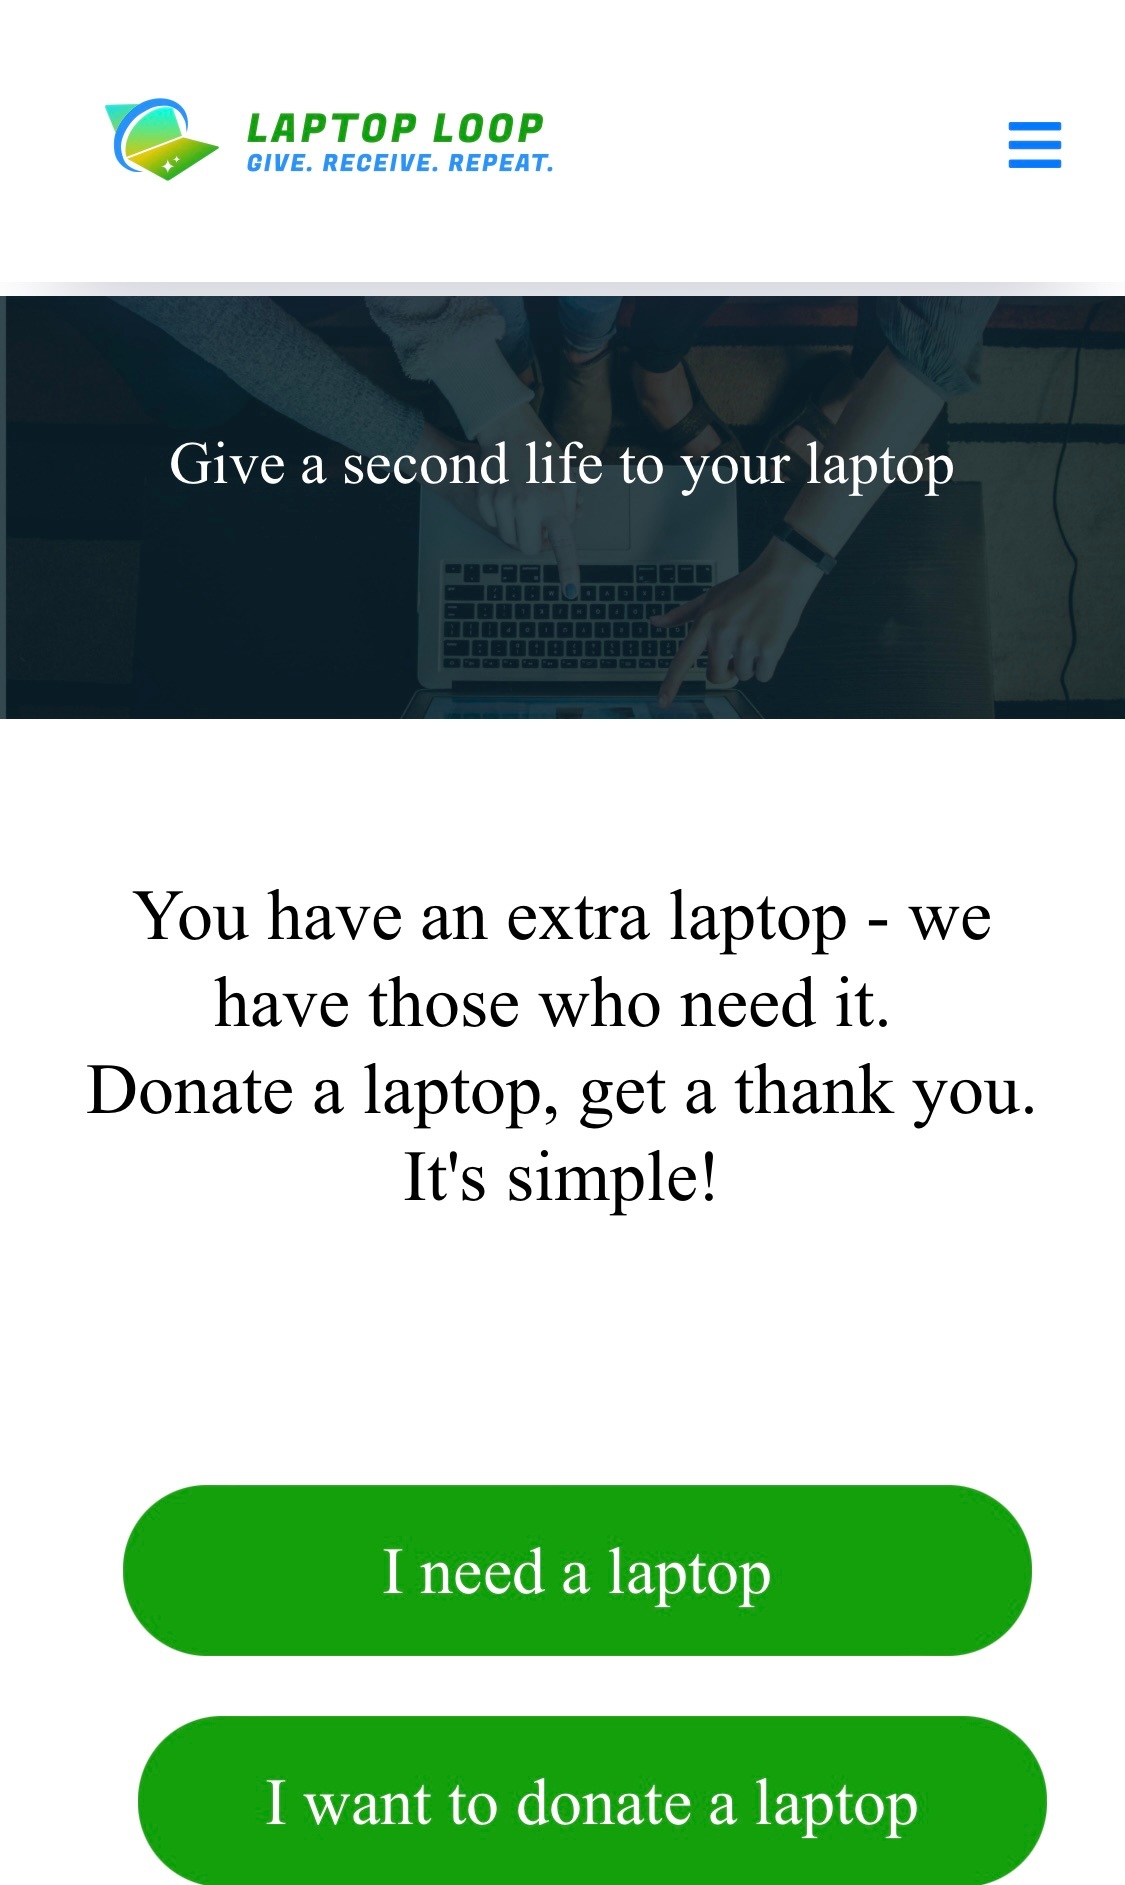 LAPTOP LOOP
GIVE. RECEIVE. REPEAT.
Give a second life to your laptop
You have an extra laptop - we
have those who need it.
Donate a laptop, get a thank you.
It's simple!
I need a laptop
I want to donate a laptop